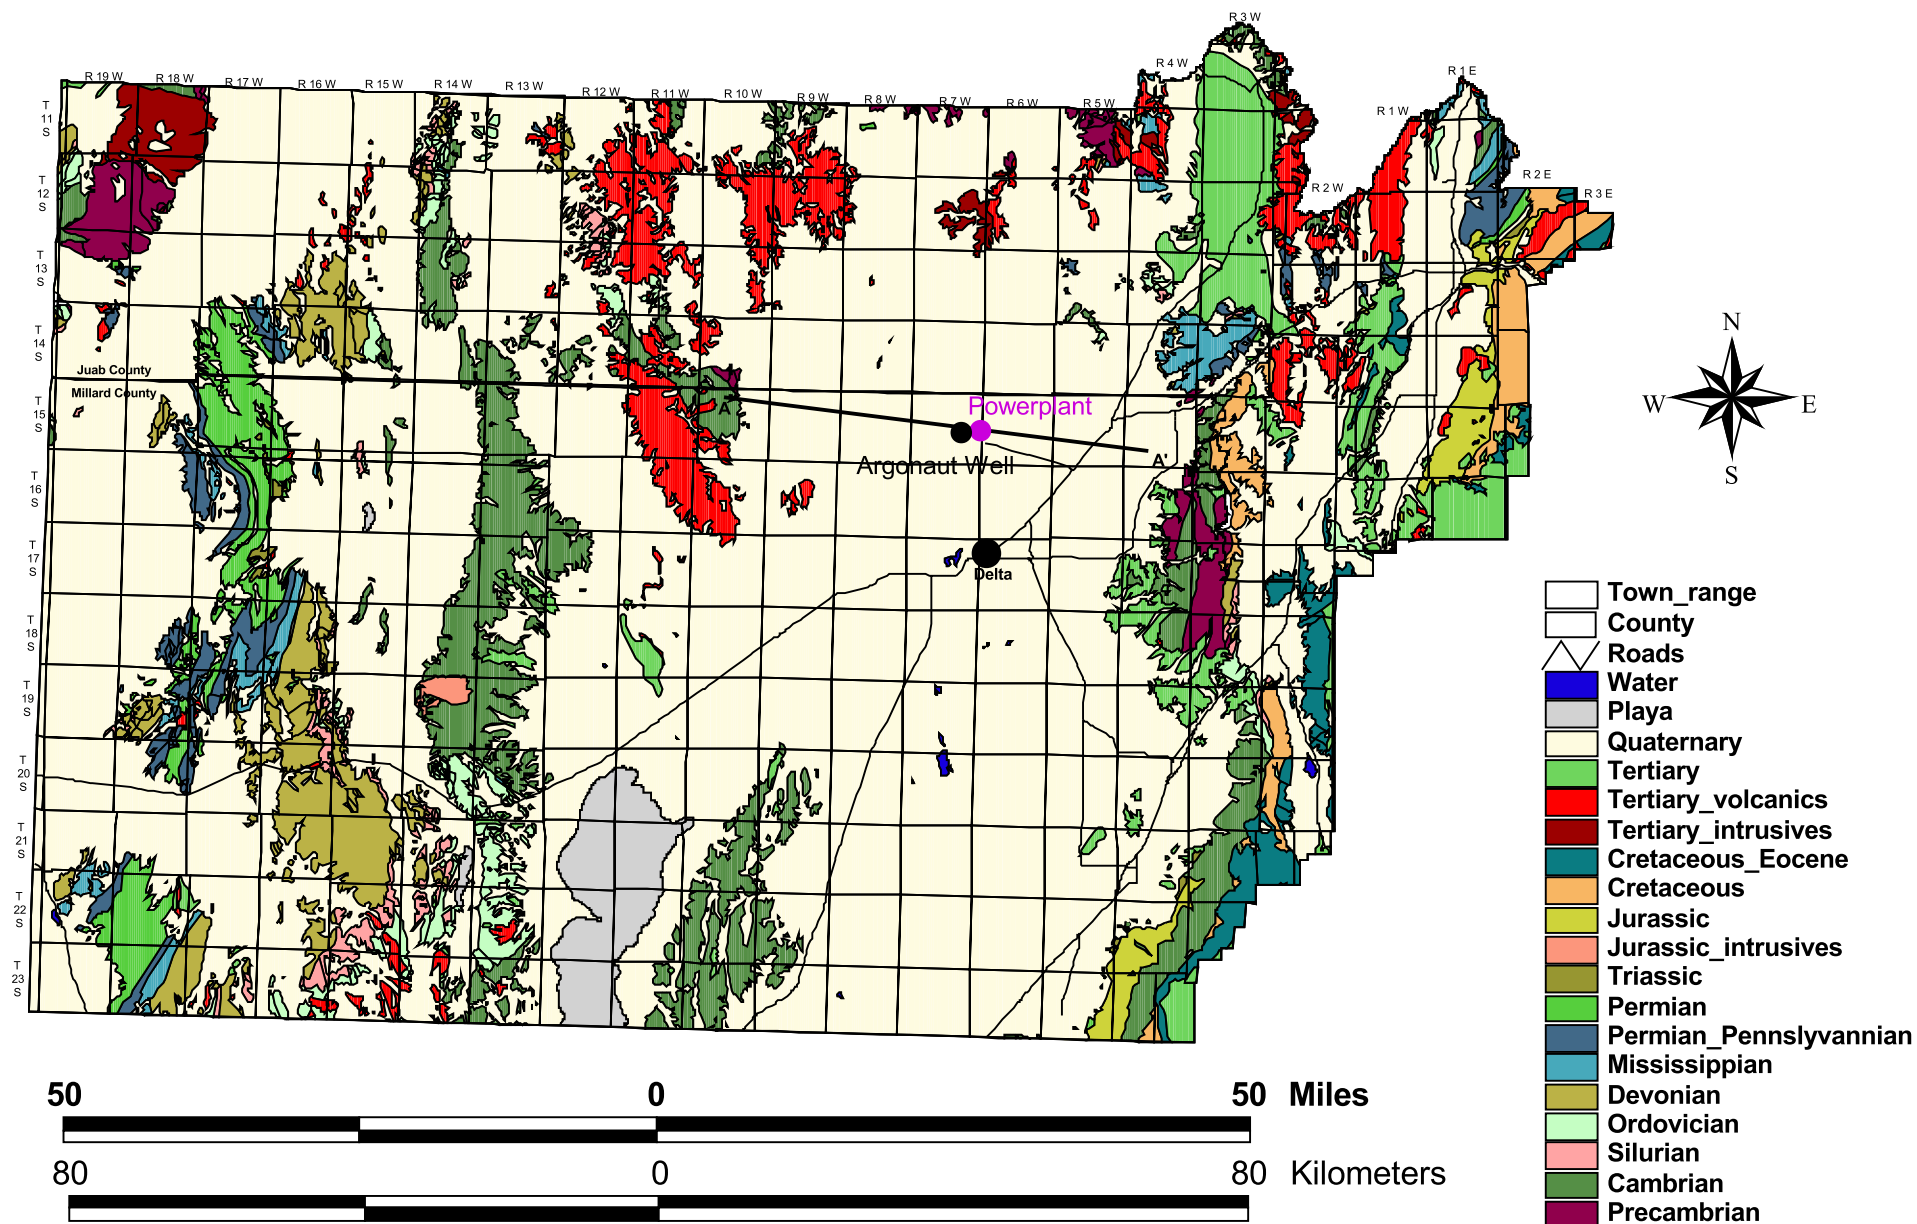 R 3 W
R 4 W
R 1 E
R 19 W
R 18 W
R 17 W
R 16 W
R 15 W
R 14 W
R 13 W
R 12 W
R 11 W
R 10 W
R 9 W
R 8 W
R 7 W
R 6 W
R 5 W
R 1 W
R 2 W
R 2 E
R 3 E
T
11
S
T
12
S
T
13
S
T
14
S
T
15
S
T
16
S
T
17
S
T
18
S
T
19
S
T
20
S
T
21
S
T
22
S
T
23
S
Juab County
Millard County
A
Powerplant
Argonaut Well
A'
Delta
N
W
E
S
Town_range
County
Roads
Water
Playa
Quaternary
Tertiary
Tertiary_volcanics
Tertiary_intrusives
Cretaceous_Eocene
Cretaceous
Jurassic
Jurassic_intrusives
Triassic
Permian
Permian_Pennslyvannian
Mississippian
Devonian
Ordovician
Silurian
Cambrian
Precambrian
50 0 50 Miles
80 0 80 Kilometers